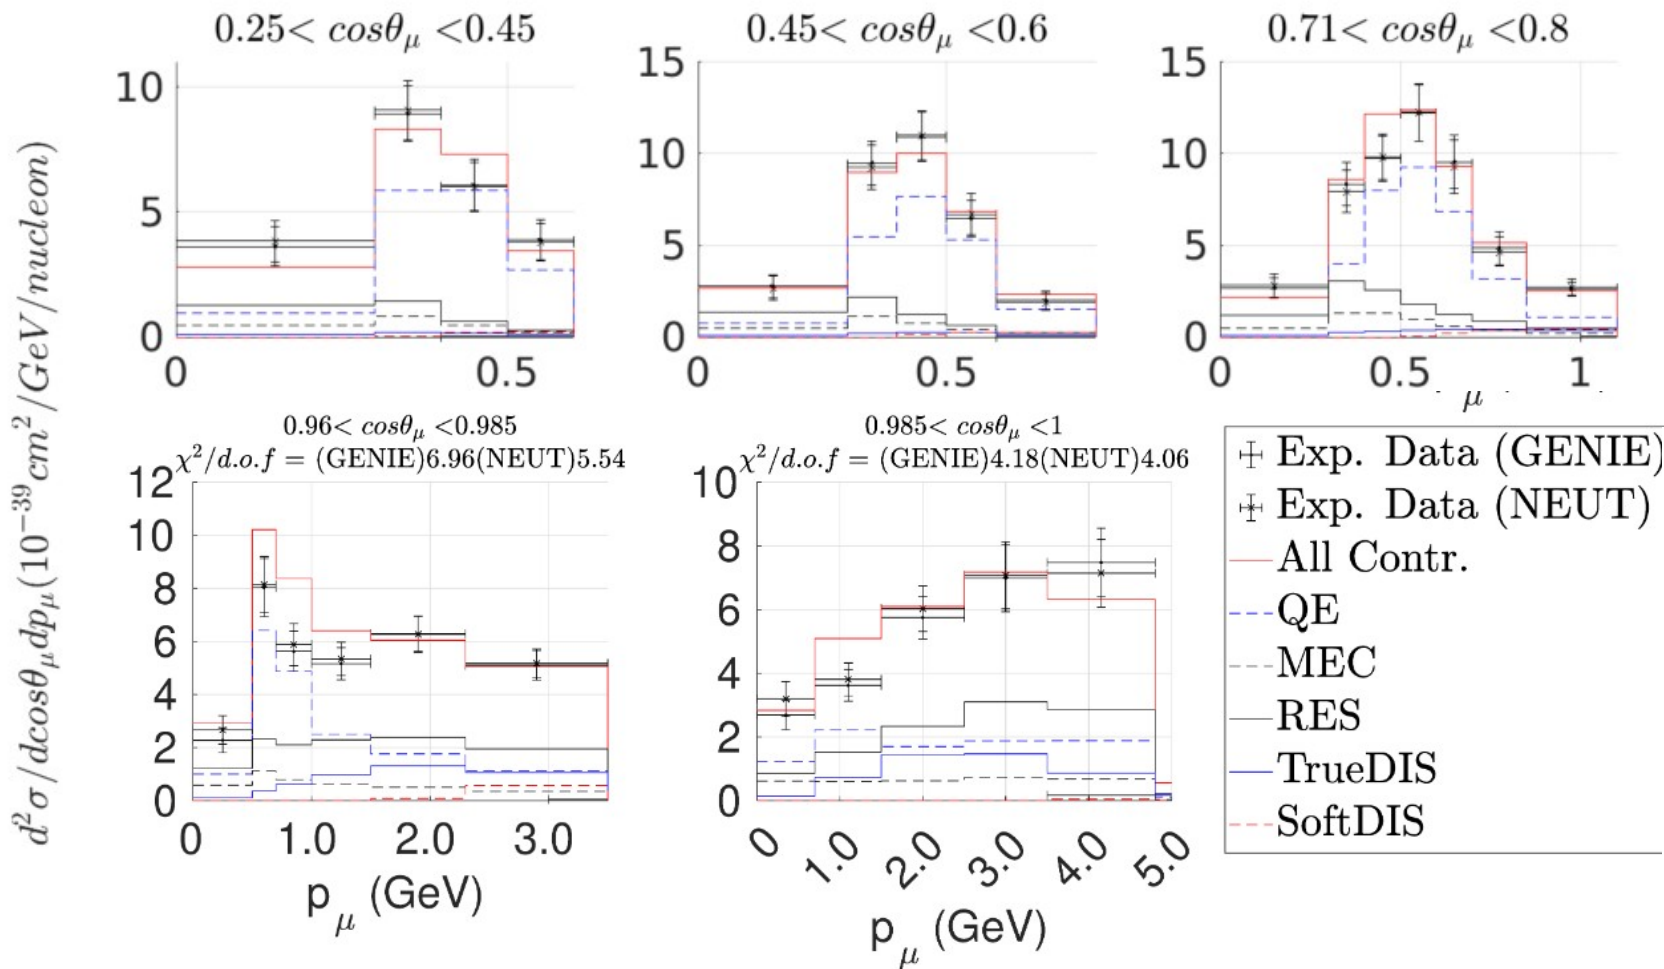 0.25< cosθμ <0.45
0.45< cosθμ <0.6
0.71< cosθμ <0.8
d²σ/dcosθμdpμ(10⁻³⁹cm²/GeV/nucleon)
10
5
0
0
0.5
15
10
5
0
0
0.5
15
10
5
0
0
0.5
1
μ
0.96< cosθμ <0.985
χ²/d.o.f = (GENIE)6.96(NEUT)5.54
12
10
8
6
4
2
0
0
1.0
2.0
3.0
pμ (GeV)
0.985< cosθμ <1
χ²/d.o.f = (GENIE)4.18(NEUT)4.06
10
8
6
4
2
0
0
1.0
2.0
3.0
4.0
5.0
pμ (GeV)
Exp. Data (GENIE)
Exp. Data (NEUT)
All Contr.
QE
MEC
RES
TrueDIS
SoftDIS